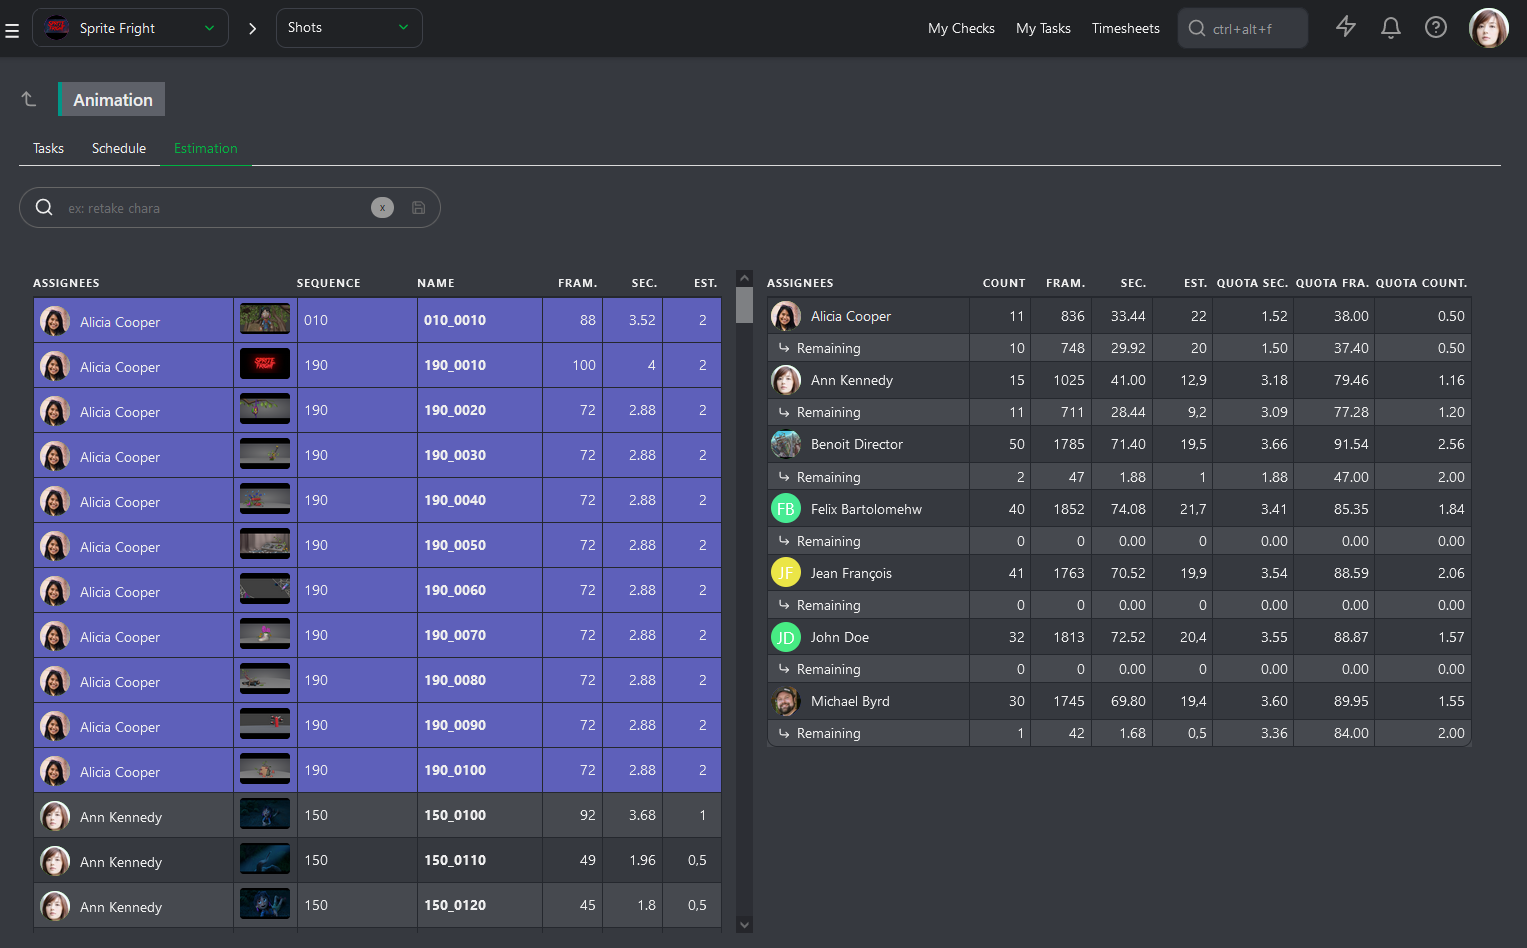 Sprite Fright
Shots
My Checks
My Tasks
Timesheets
ctrl+alt+f
Animation
Tasks
Schedule
Estimation
ex: retake chara
x
ASSIGNEES SEQUENCE NAME FRAM. SEC. EST.
Alicia Cooper 010 010_0010 88 3.52 2
Alicia Cooper SPRITE FRIGHT 190 190_0010 100 4 2
Alicia Cooper 190 190_0020 72 2.88 2
Alicia Cooper 190 190_0030 72 2.88 2
Alicia Cooper 190 190_0040 72 2.88 2
Alicia Cooper 190 190_0050 72 2.88 2
Alicia Cooper 190 190_0060 72 2.88 2
Alicia Cooper 190 190_0070 72 2.88 2
Alicia Cooper 190 190_0080 72 2.88 2
Alicia Cooper 190 190_0090 72 2.88 2
Alicia Cooper 190 190_0100 72 2.88 2
Ann Kennedy 150 150_0100 92 3.68 1
Ann Kennedy 150 150_0110 49 1.96 0,5
Ann Kennedy 150 150_0120 45 1.8 0,5
ASSIGNEES COUNT FRAM. SEC. EST. QUOTA SEC. QUOTA FRA. QUOTA COUNT.
Alicia Cooper 11 836 33.44 22 1.52 38.00 0.50
Remaining 10 748 29.92 20 1.50 37.40 0.50
Ann Kennedy 15 1025 41.00 12,9 3.18 79.46 1.16
Remaining 11 711 28.44 9,2 3.09 77.28 1.20
Benoit Director 50 1785 71.40 19,5 3.66 91.54 2.56
Remaining 2 47 1.88 1 1.88 47.00 2.00
FB Felix Bartolomehw 40 1852 74.08 21,7 3.41 85.35 1.84
Remaining 0 0 0.00 0 0.00 0.00 0.00
JF Jean François 41 1763 70.52 19,9 3.54 88.59 2.06
Remaining 0 0 0.00 0 0.00 0.00 0.00
JD John Doe 32 1813 72.52 20,4 3.55 88.87 1.57
Remaining 0 0 0.00 0 0.00 0.00 0.00
Michael Byrd 30 1745 69.80 19,4 3.60 89.95 1.55
Remaining 1 42 1.68 0,5 3.36 84.00 2.00